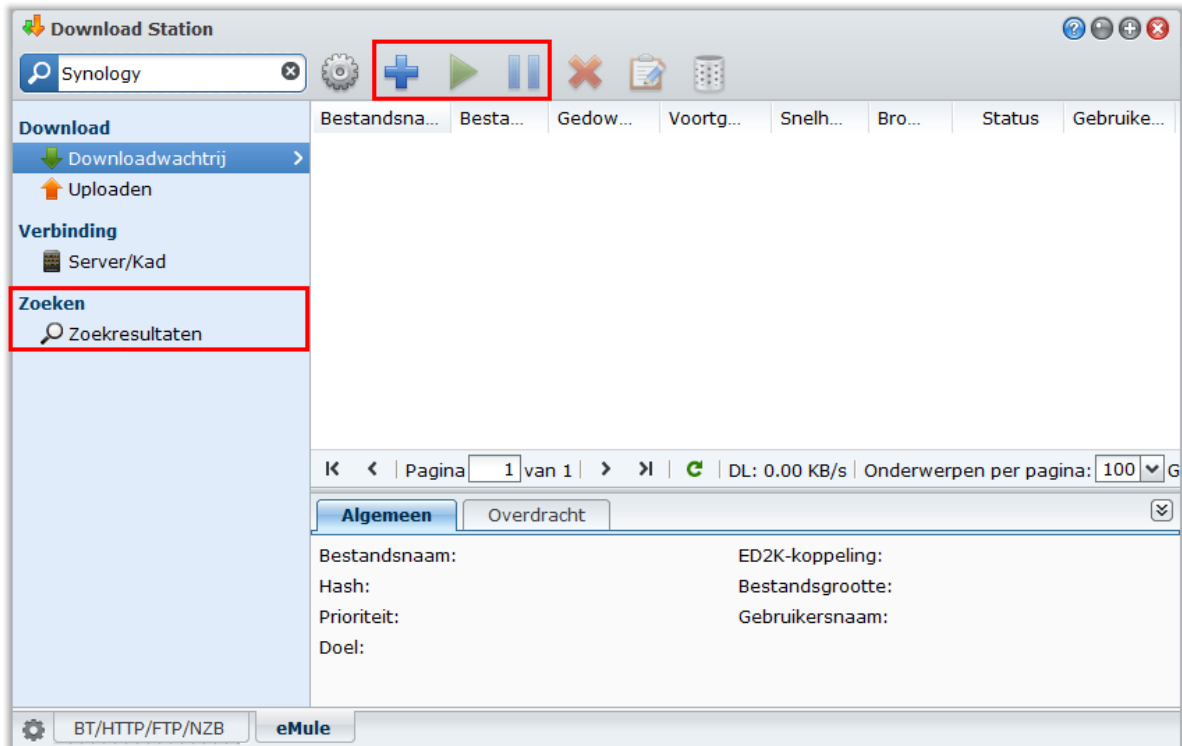 Download Station
Synology
Download
Downloadwachtrij
Uploaden
Verbinding
Server/Kad
Zoeken
Zoekresultaten
Bestandsna... Besta... Gedow... Voortg... Snelh... Bro... Status Gebruike...
Pagina 1 van 1 DL: 0.00 KB/s Onderwerpen per pagina: 100 G
Algemeen Overdracht
Bestandsnaam: ED2K-koppeling:
Hash: Bestandsgrootte:
Prioriteit: Gebruikersnaam:
Doel:
BT/HTTP/FTP/NZB eMule